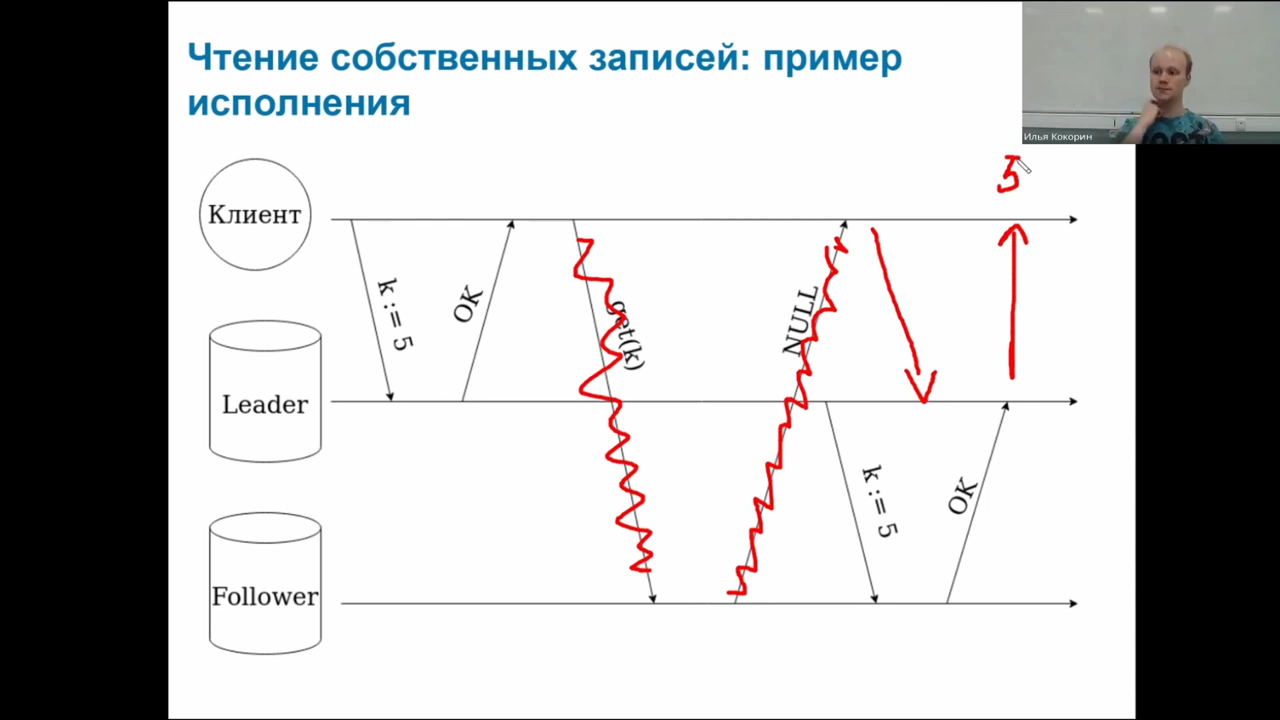 Чтение собственных записей: пример
исполнения
Илья Кокорин
5
Клиент
k := 5
OK
get(k)
NULL
Leader
k := 5
OK
Follower